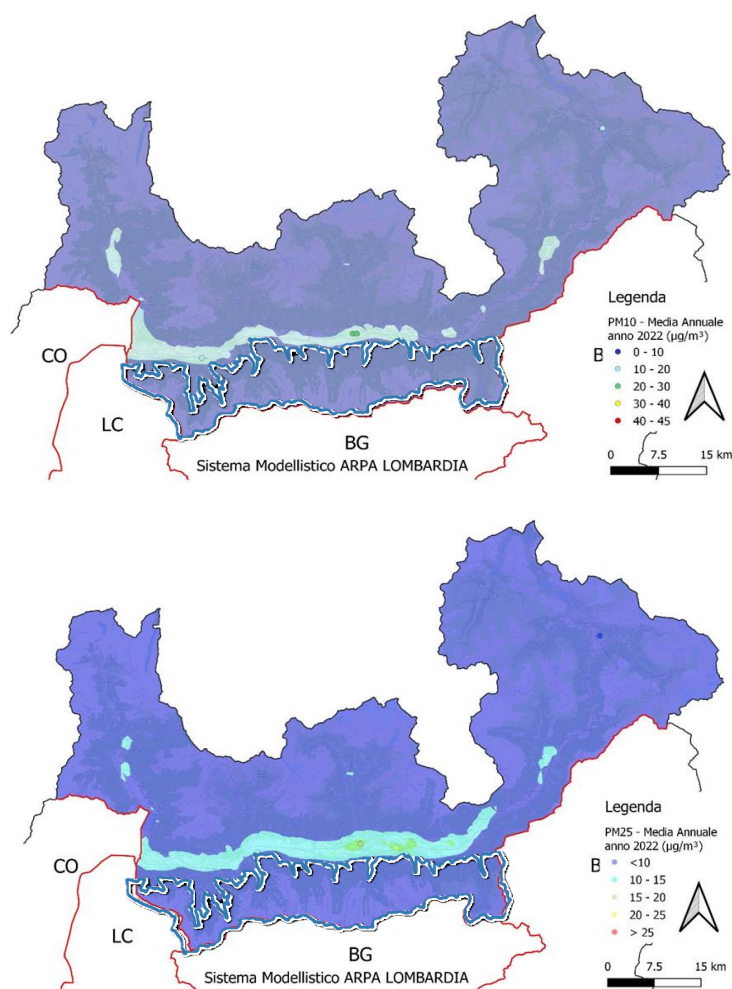 CO
LC
BG
Sistema Modellistico ARPA LOMBARDIA
Legenda
PM10 - Media Annuale
anno 2022 (µg/m³)
B
0 - 10
10 - 20
20 - 30
30 - 40
40 - 45
0 7.5 15 km
CO
LC
BG
Sistema Modellistico ARPA LOMBARDIA
Legenda
PM25 - Media Annuale
anno 2022 (µg/m³)
B
<10
10 - 15
15 - 20
20 - 25
> 25
0 7.5 15 km